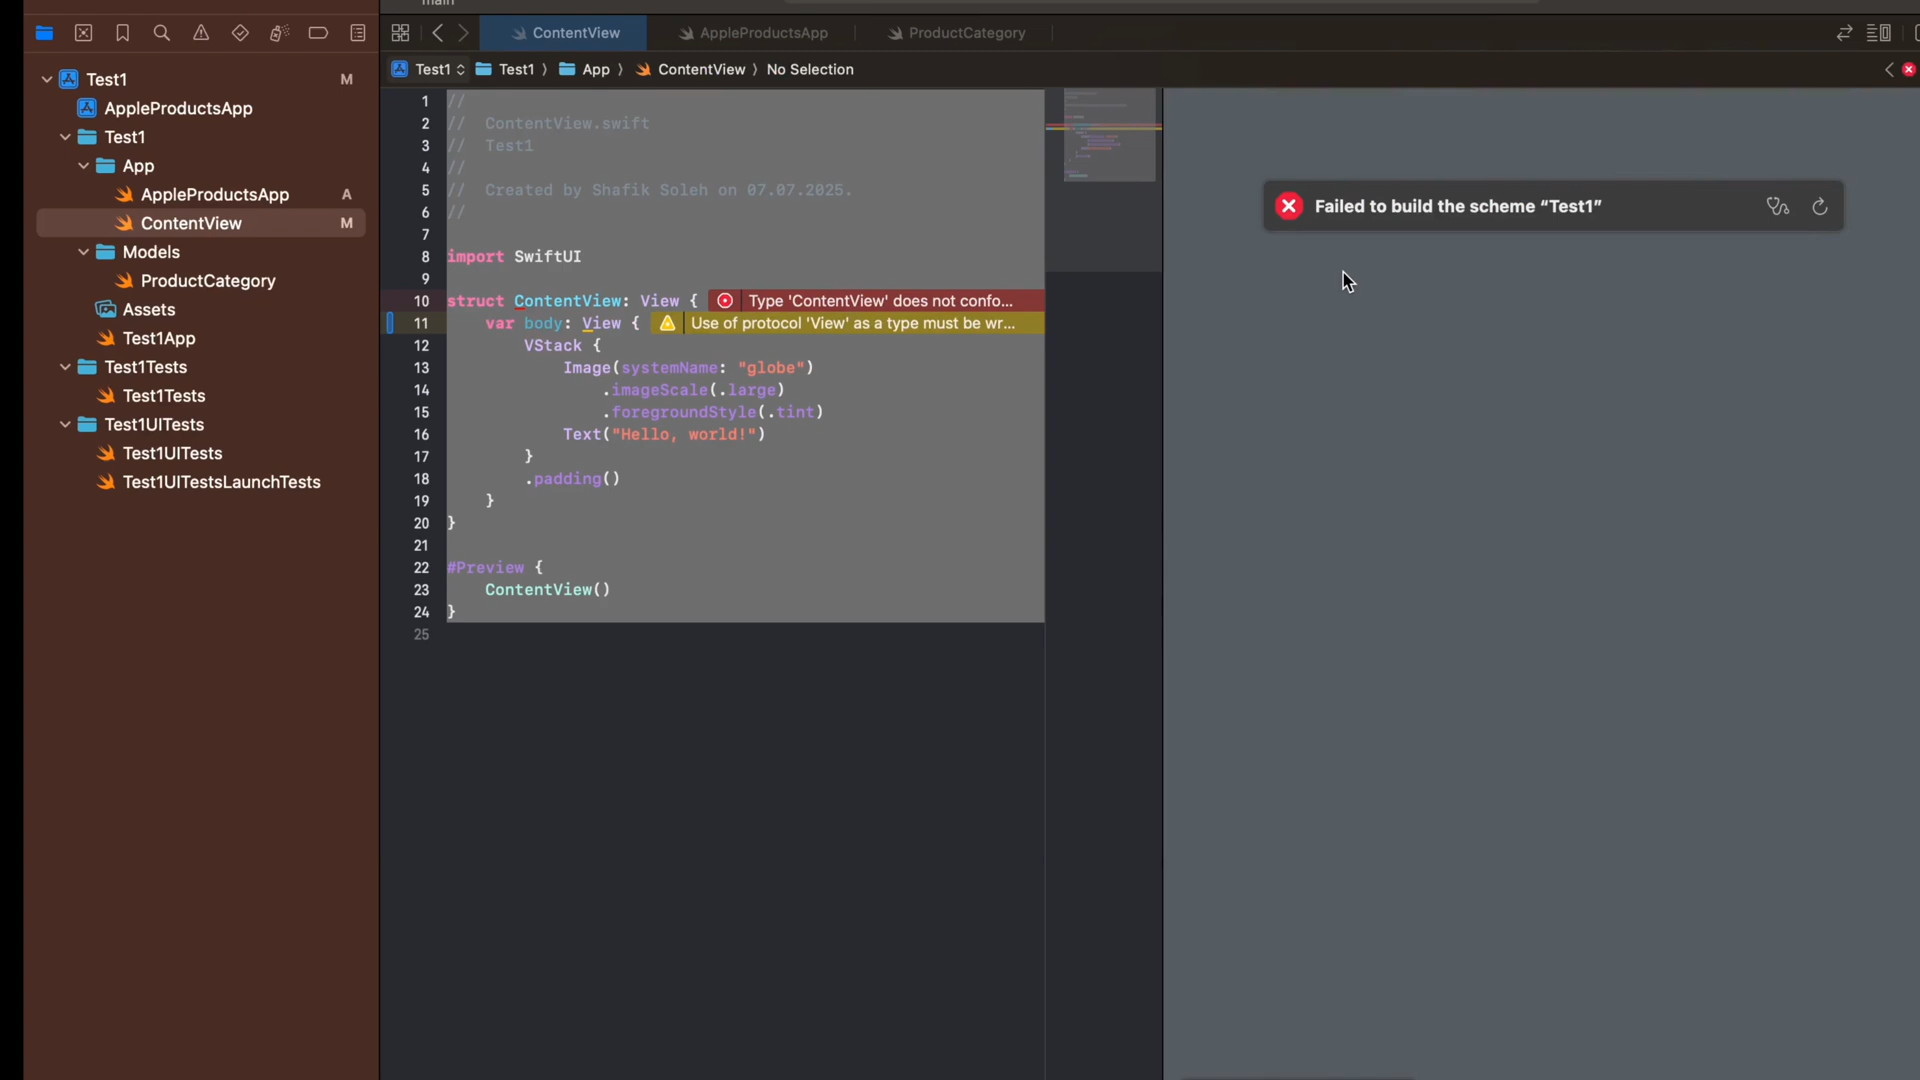 main
ContentView
AppleProductsApp
ProductCategory
Test1 M
AppleProductsApp
Test1
App
AppleProductsApp A
ContentView M
Models
ProductCategory
Assets
Test1App
Test1Tests
Test1Tests
Test1UITests
Test1UITests
Test1UITestsLaunchTests
Test1 Test1 App ContentView No Selection
1 //
2 //  ContentView.swift
3 //  Test1
4 //
5 //  Created by Shafik Soleh on 07.07.2025.
6 //
7
8 import SwiftUI
9
10 struct ContentView: View { Type 'ContentView' does not confo...
11     var body: View { Use of protocol 'View' as a type must be wr...
12         VStack {
13             Image(systemName: "globe")
14                 .imageScale(.large)
15                 .foregroundStyle(.tint)
16             Text("Hello, world!")
17         }
18         .padding()
19     }
20 }
21
22 #Preview {
23     ContentView()
24 }
25
Failed to build the scheme “Test1”